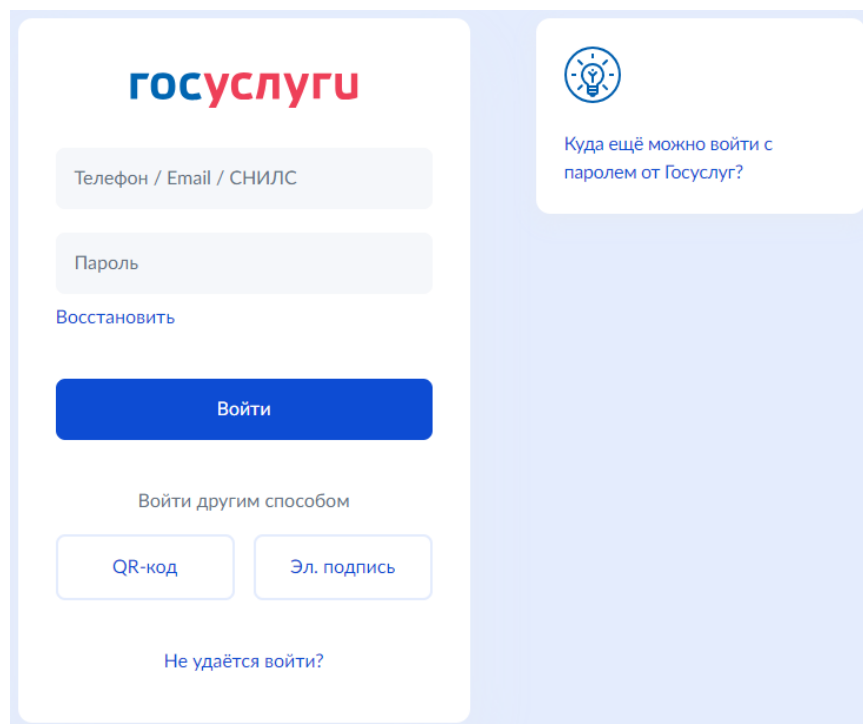 госуслуги
Телефон / Email / СНИЛС
Пароль
Восстановить
Войти
Войти другим способом
QR-код
Эл. подпись
Не удаётся войти?
Куда ещё можно войти с
паролем от Госуслуг?